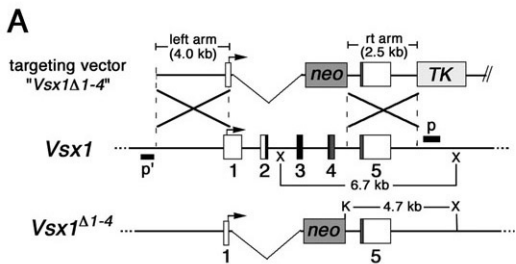 A
left arm
(4.0 kb)
rt arm
(2.5 kb)
targeting vector
"Vsx1Δ1-4"
neo
TK
Vsx1
p
p'
1 2 3 4 5
X X
6.7 kb
Vsx1Δ1-4
neo
K 4.7 kb X
1 5